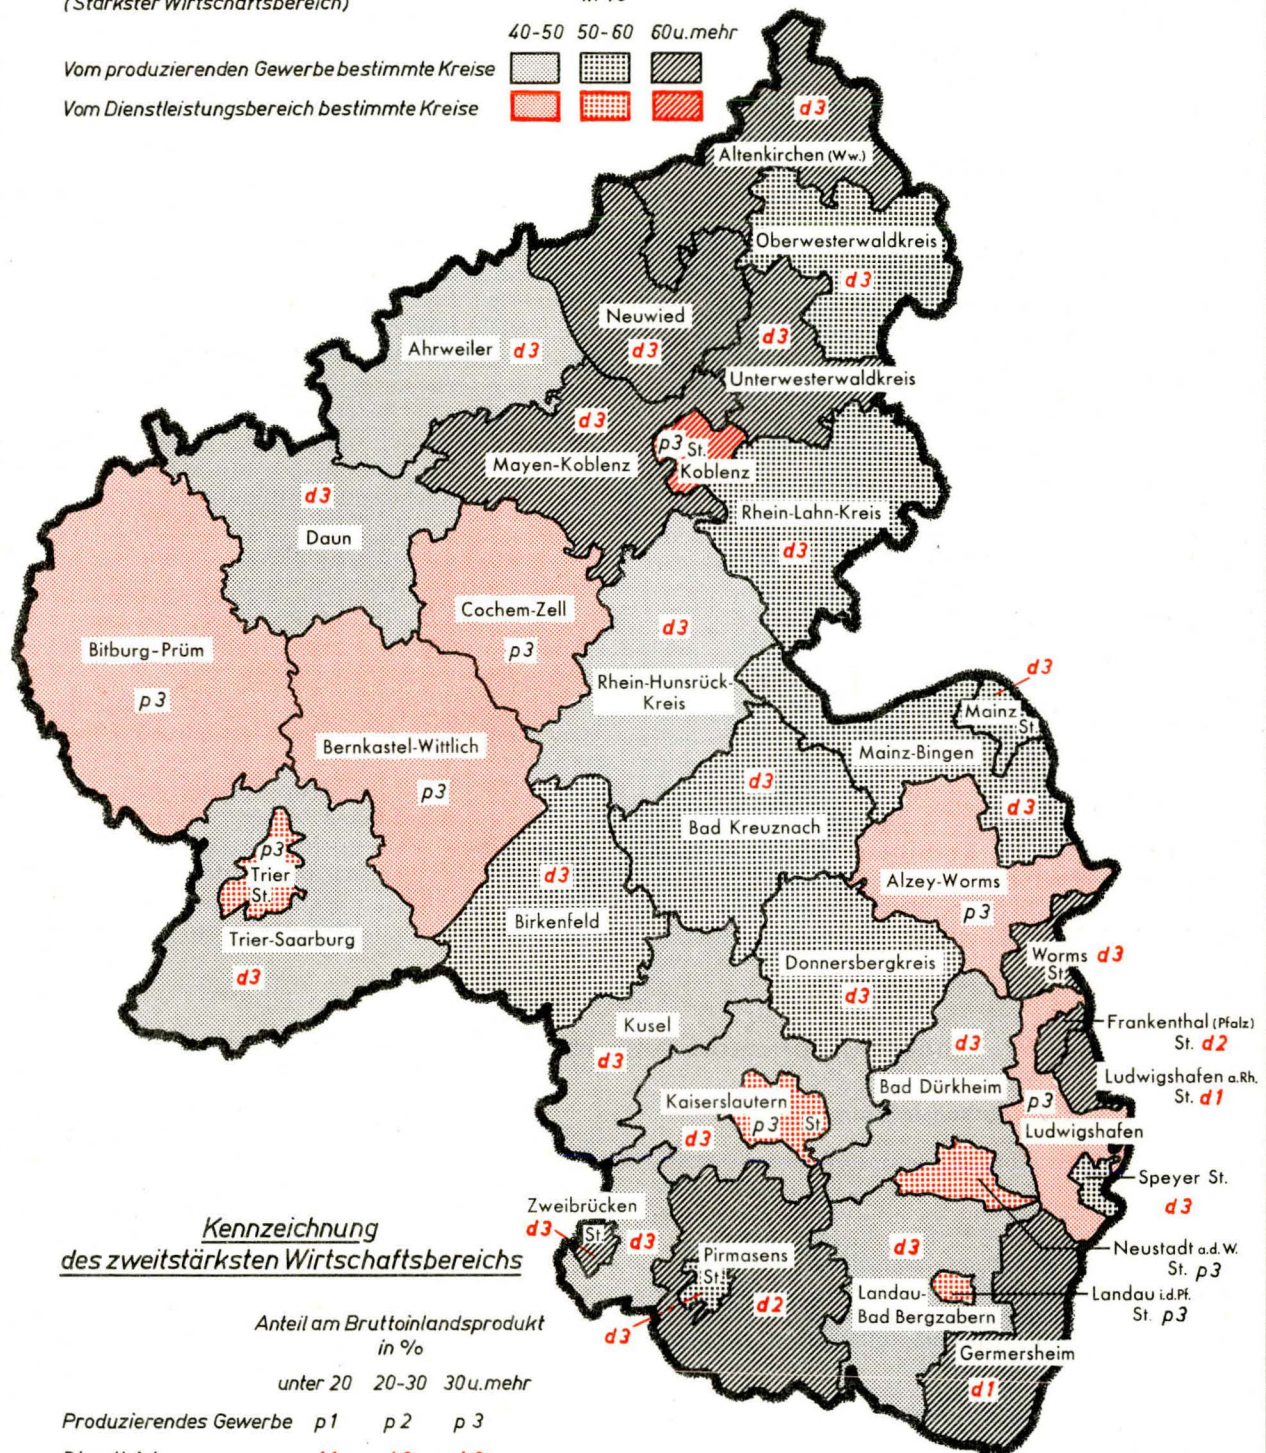 (Stärkster Wirtschaftsbereich)
40-50 50-60 60u.mehr
Vom produzierenden Gewerbe bestimmte Kreise
Vom Dienstleistungsbereich bestimmte Kreise
d3
Altenkirchen (Ww.)
Oberwesterwaldkreis
d3
Neuwied
d3
d3
Unterwesterwaldkreis
Ahrweiler d3
d3
Mayen-Koblenz
p3 St.
Koblenz
Rhein-Lahn-Kreis
d3
d3
Daun
Cochem-Zell
p3
d3
Rhein-Hunsrück-
Kreis
Bitburg-Prüm
p3
Bernkastel-Wittlich
p3
d3
Mainz
St.
Mainz-Bingen
d3
d3
Bad Kreuznach
p3
Trier
St.
Trier-Saarburg
d3
d3
Birkenfeld
Alzey-Worms
p3
Worms d3
St.
Donnersbergkreis
d3
Kusel
d3
d3
Bad Dürkheim
Frankenthal (Pfalz)
St. d2
Ludwigshafen a.Rh.
St. d1
Kaiserslautern
p3 St.
d3
p3
Ludwigshafen
Speyer St.
d3
Zweibrücken
d3 St. d3
Pirmasens
St.
d2
d3
d3
Landau-
Bad Bergzabern
Neustadt a.d.W.
St. p3
Landau i.d.Pf.
St. p3
Germersheim
d1
Kennzeichnung
des zweitstärksten Wirtschaftsbereichs
Anteil am Bruttoinlandsprodukt
in %
unter 20 20-30 30u.mehr
Produzierendes Gewerbe p1 p2 p3